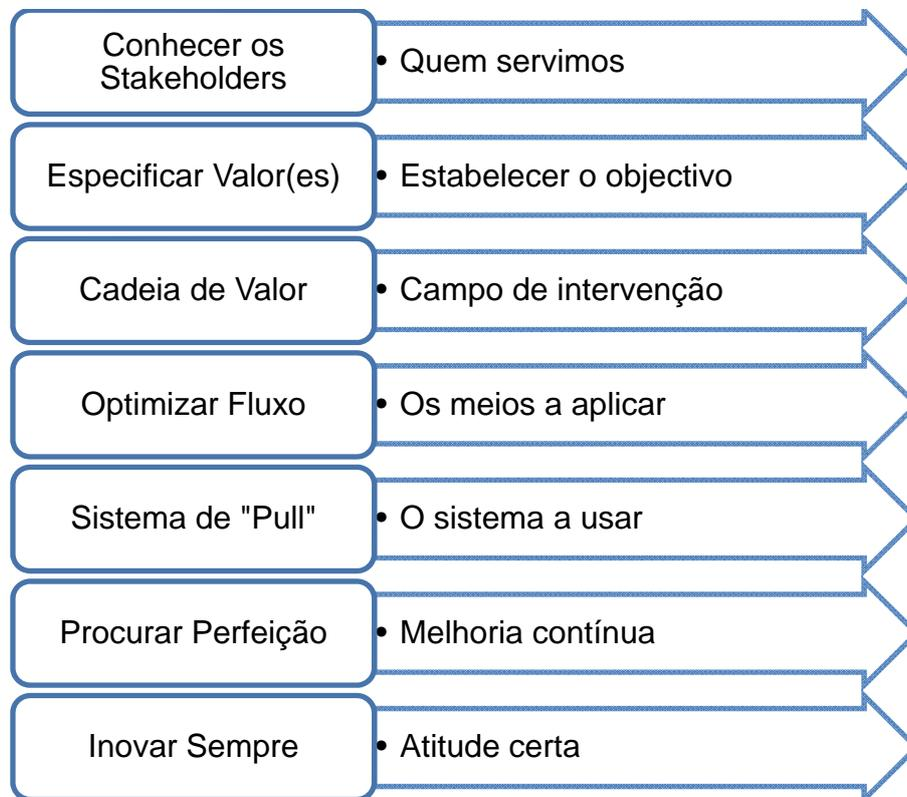 Conhecer os
Stakeholders
• Quem servimos
Especificar Valor(es)
• Estabelecer o objectivo
Cadeia de Valor
• Campo de intervenção
Optimizar Fluxo
• Os meios a aplicar
Sistema de "Pull"
• O sistema a usar
Procurar Perfeição
• Melhoria contínua
Inovar Sempre
• Atitude certa